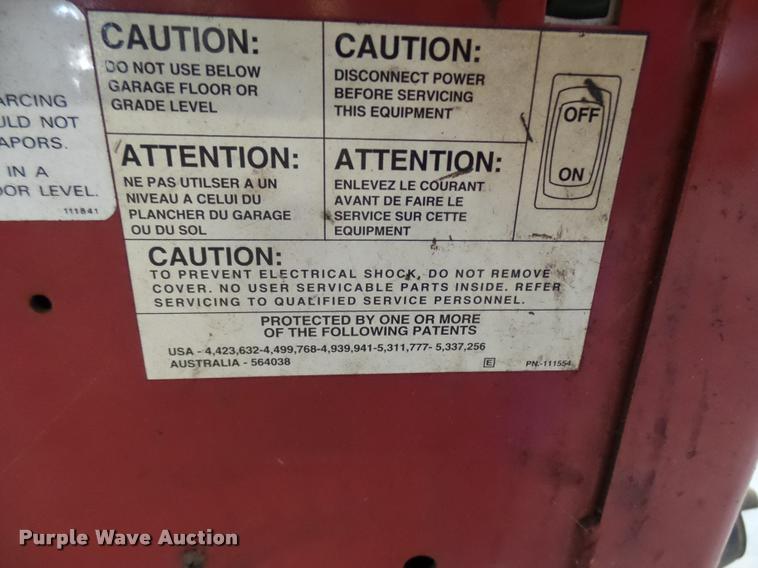 ARCING
ULD NOT
APORS.
IN A
OOR LEVEL.
111841
CAUTION:
DO NOT USE BELOW
GARAGE FLOOR OR
GRADE LEVEL
CAUTION:
DISCONNECT POWER
BEFORE SERVICING
THIS EQUIPMENT
OFF
ON
ATTENTION:
NE PAS UTILSER A UN
NIVEAU A CELUI DU
PLANCHER DU GARAGE
OU DU SOL
ATTENTION:
ENLEVEZ LE COURANT
AVANT DE FAIRE LE
SERVICE SUR CETTE
EQUIPMENT
CAUTION:
TO PREVENT ELECTRICAL SHOCK, DO NOT REMOVE
COVER. NO USER SERVICABLE PARTS INSIDE. REFER
SERVICING TO QUALIFIED SERVICE PERSONNEL.
PROTECTED BY ONE OR MORE
OF THE FOLLOWING PATENTS
USA - 4,423,632-4,499,768-4,939,941-5,311,777- 5,337,256
AUSTRALIA - 564038
E PN.-111554
Purple Wave Auction